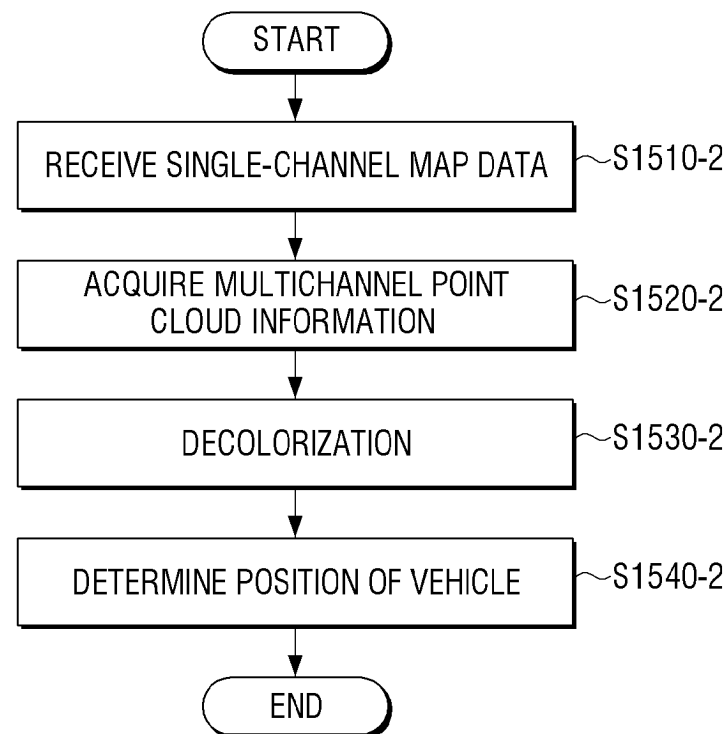 START
RECEIVE SINGLE-CHANNEL MAP DATA
S1510-2
ACQUIRE MULTICHANNEL POINT
CLOUD INFORMATION
S1520-2
DECOLORIZATION
S1530-2
DETERMINE POSITION OF VEHICLE
S1540-2
END